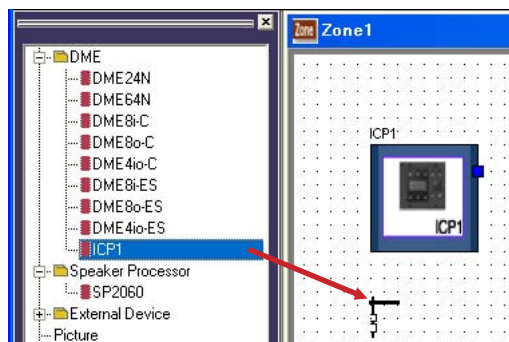 DME
DME24N
DME64N
DME8i-C
DME8o-C
DME4io-C
DME8i-ES
DME8o-ES
DME4io-ES
ICP1
Speaker Processor
SP2060
External Device
Picture
Zone Zone1
ICP1
ICP1